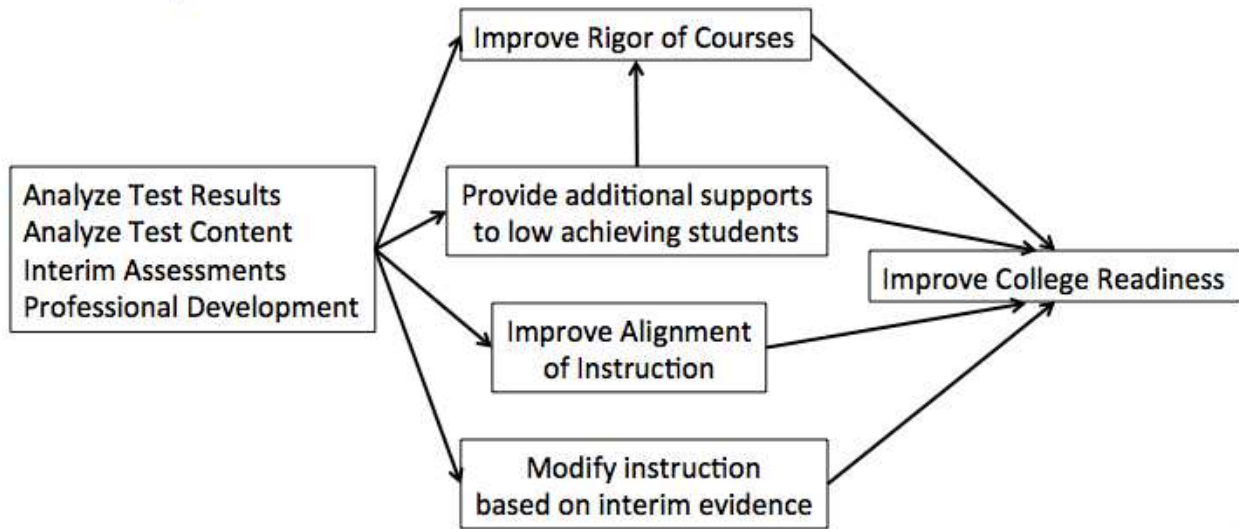 Improve Rigor of Courses
Analyze Test Results
Analyze Test Content
Interim Assessments
Professional Development
Provide additional supports
to low achieving students
Improve Alignment
of Instruction
Modify instruction
based on interim evidence
Improve College Readiness